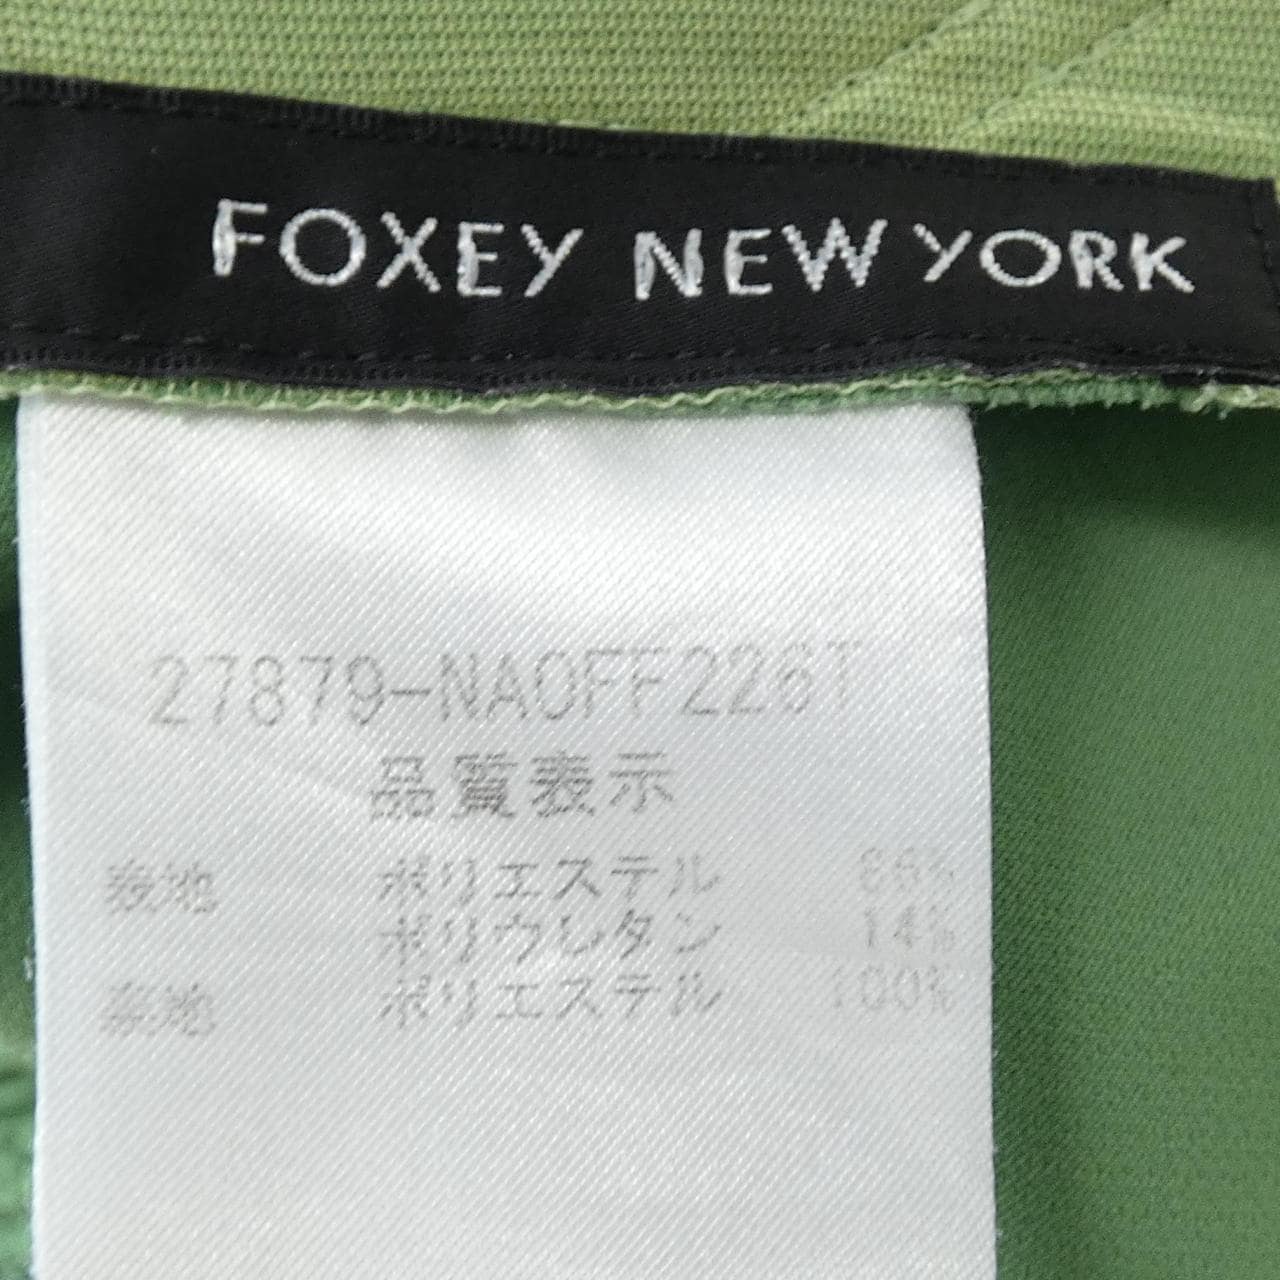 FOXEY NEW YORK
27879-NAOFF226T
品質表示
表地 ポリエステル 86%
ポリウレタン 14%
裏地 ポリエステル 100%